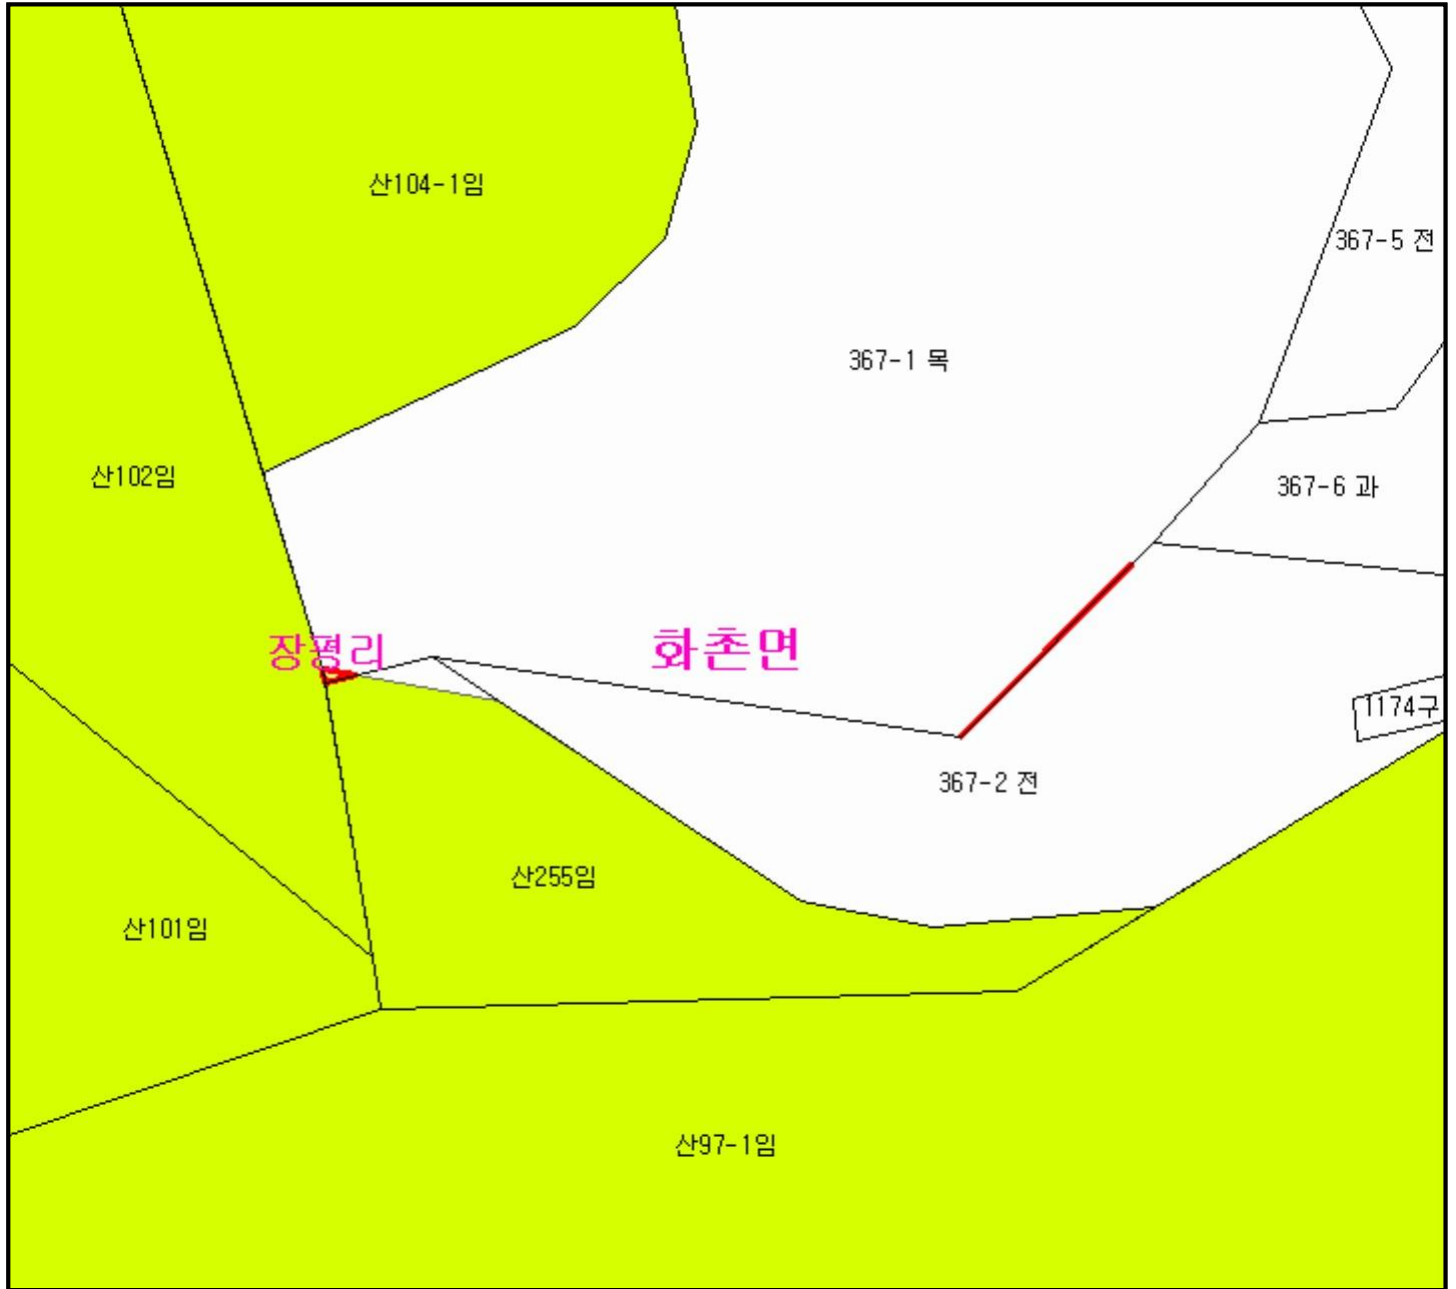 산104-1임
367-5 전
367-1 목
산102임
367-6 과
장평리
화촌면
1174구
367-2 전
산255임
산101임
산97-1임